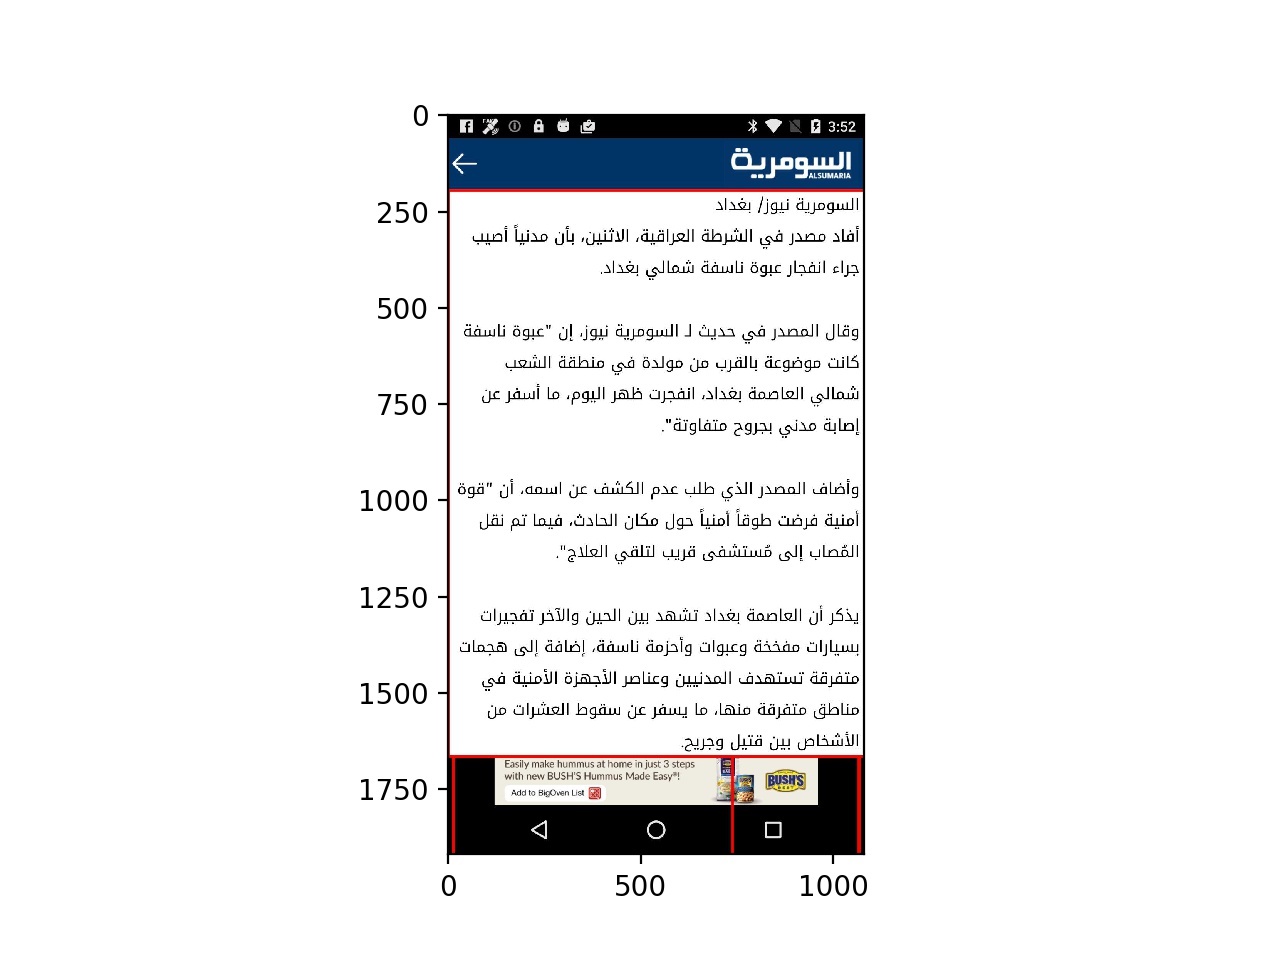 0
250
500
750
1000
1250
1500
1750
0
500
1000
3:52
السومرية
ALSUMARIA
السومرية نيوز/ بغداد
أفاد مصدر في الشرطة العراقية، الاثنين، بأن مدنياً أصيب
جراء انفجار عبوة ناسفة شمالي بغداد.
وقال المصدر في حديث لـ السومرية نيوز، إن "عبوة ناسفة
كانت موضوعة بالقرب من مولدة في منطقة الشعب
شمالي العاصمة بغداد، انفجرت ظهر اليوم، ما أسفر عن
إصابة مدني بجروح متفاوتة".
وأضاف المصدر الذي طلب عدم الكشف عن اسمه، أن "قوة
أمنية فرضت طوقاً أمنياً حول مكان الحادث، فيما تم نقل
المُصاب إلى مُستشفى قريب لتلقي العلاج".
يذكر أن العاصمة بغداد تشهد بين الحين والآخر تفجيرات
بسيارات مفخخة وعبوات وأحزمة ناسفة، إضافة إلى هجمات
متفرقة تستهدف المدنيين وعناصر الأجهزة الأمنية في
مناطق متفرقة منها، ما يسفر عن سقوط العشرات من
الأشخاص بين قتيل وجريح.
Easily make hummus at home in just 3 steps
with new BUSH'S Hummus Made Easy®!
Add to BigOven List
BUSH'S
BEST